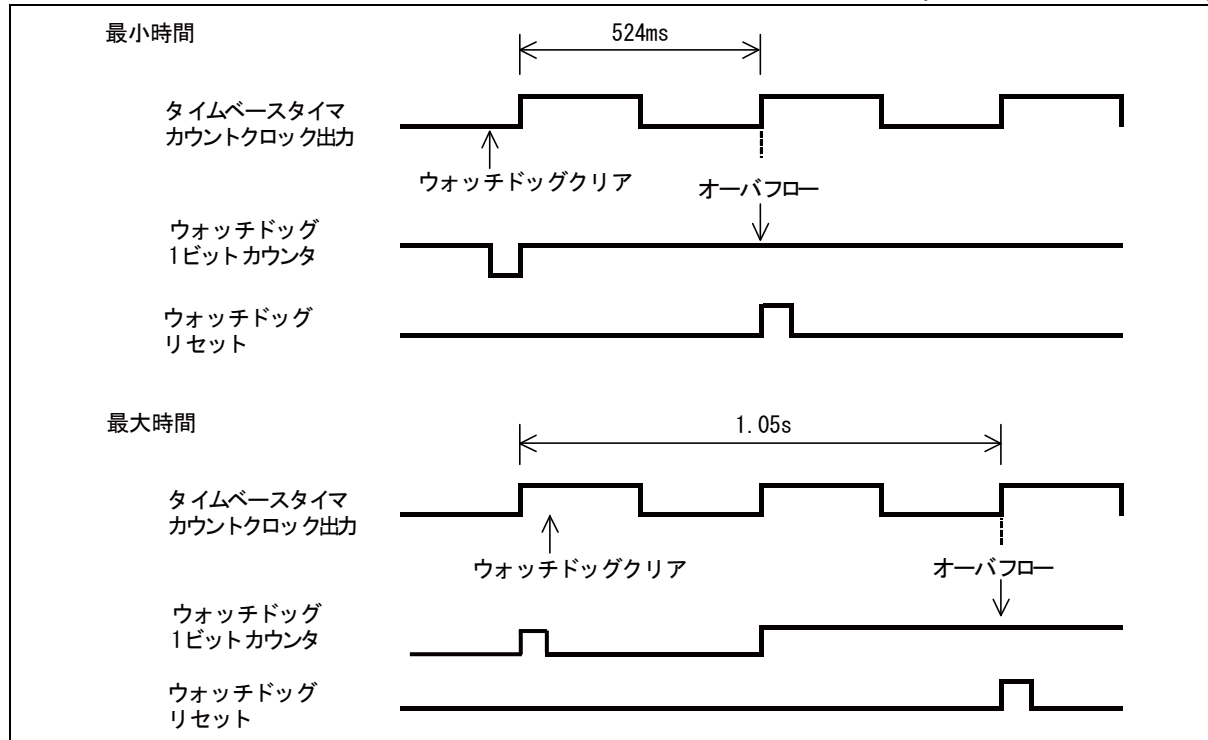 最小時間
524ms
タイムベースタイマ
カウントクロック出力
ウォッチドッグクリア
オーバフロー
ウォッチドッグ
1ビットカウンタ
ウォッチドッグ
リセット
最大時間
1.05s
タイムベースタイマ
カウントクロック出力
ウォッチドッグクリア
オーバフロー
ウォッチドッグ
1ビットカウンタ
ウォッチドッグ
リセット